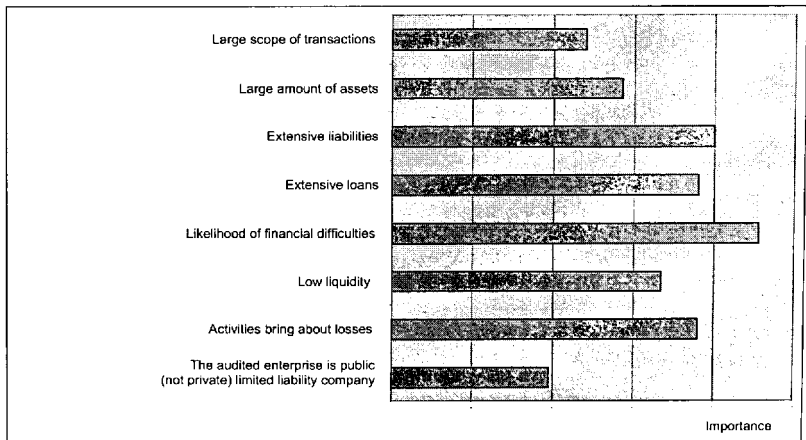 Large scope of transactions
Large amount of assets
Extensive liabilities
Extensive loans
Likelihood of financial difficulties
Low liquidity
Activities bring about losses
The audited enterprise is public
(not private) limited liability company
Importance